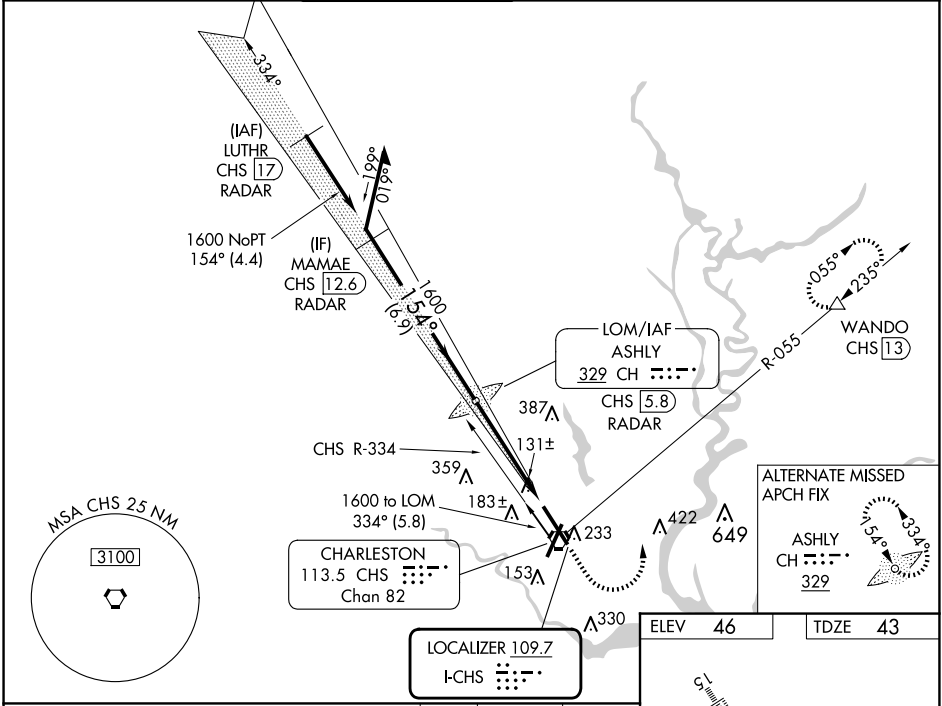 334°
(IAF)
LUTHR
CHS 17
RADAR
199°
019°
1600 NoPT
154° (4.4)
(IF)
MAMAE
CHS 12.6
RADAR
1600
154°
(6.9)
055°
235°
WANDO
CHS 13
R-055
LOM/IAF
ASHLY
329 CH
CHS 5.8
RADAR
387
131±
CHS R-334
359
183±
1600 to LOM
334° (5.8)
233
422
649
153
330
MSA CHS 25 NM
3100
CHARLESTON
113.5 CHS
Chan 82
LOCALIZER 109.7
I-CHS
ALTERNATE MISSED
APCH FIX
ASHLY
CH
329
154°
334°
ELEV 46
TDZE 43
15